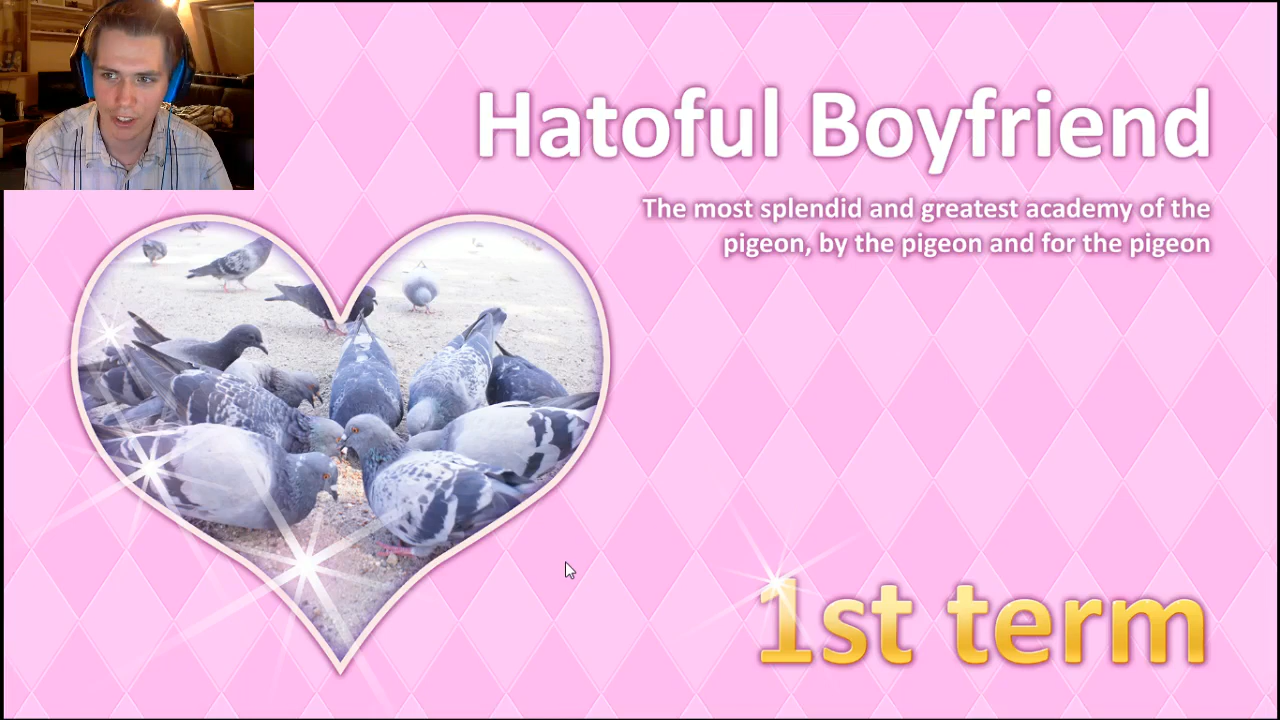 Hatoful Boyfriend
The most splendid and greatest academy of the
pigeon, by the pigeon and for the pigeon
1st term